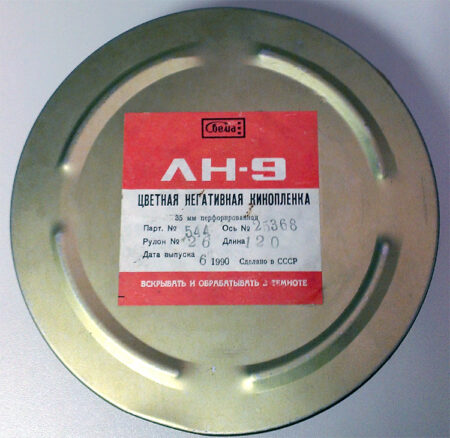 Свема
ЛН-9
ЦВЕТНАЯ НЕГАТИВНАЯ КИНОПЛЕНКА
35 мм перфорированная
Парт. № 544 Ось № 25368
Рулон № 26 Длина 120
Дата выпуска 6 1990 Сделано в СССР
ВСКРЫВАТЬ И ОБРАБАТЫВАТЬ В ТЕМНОТЕ